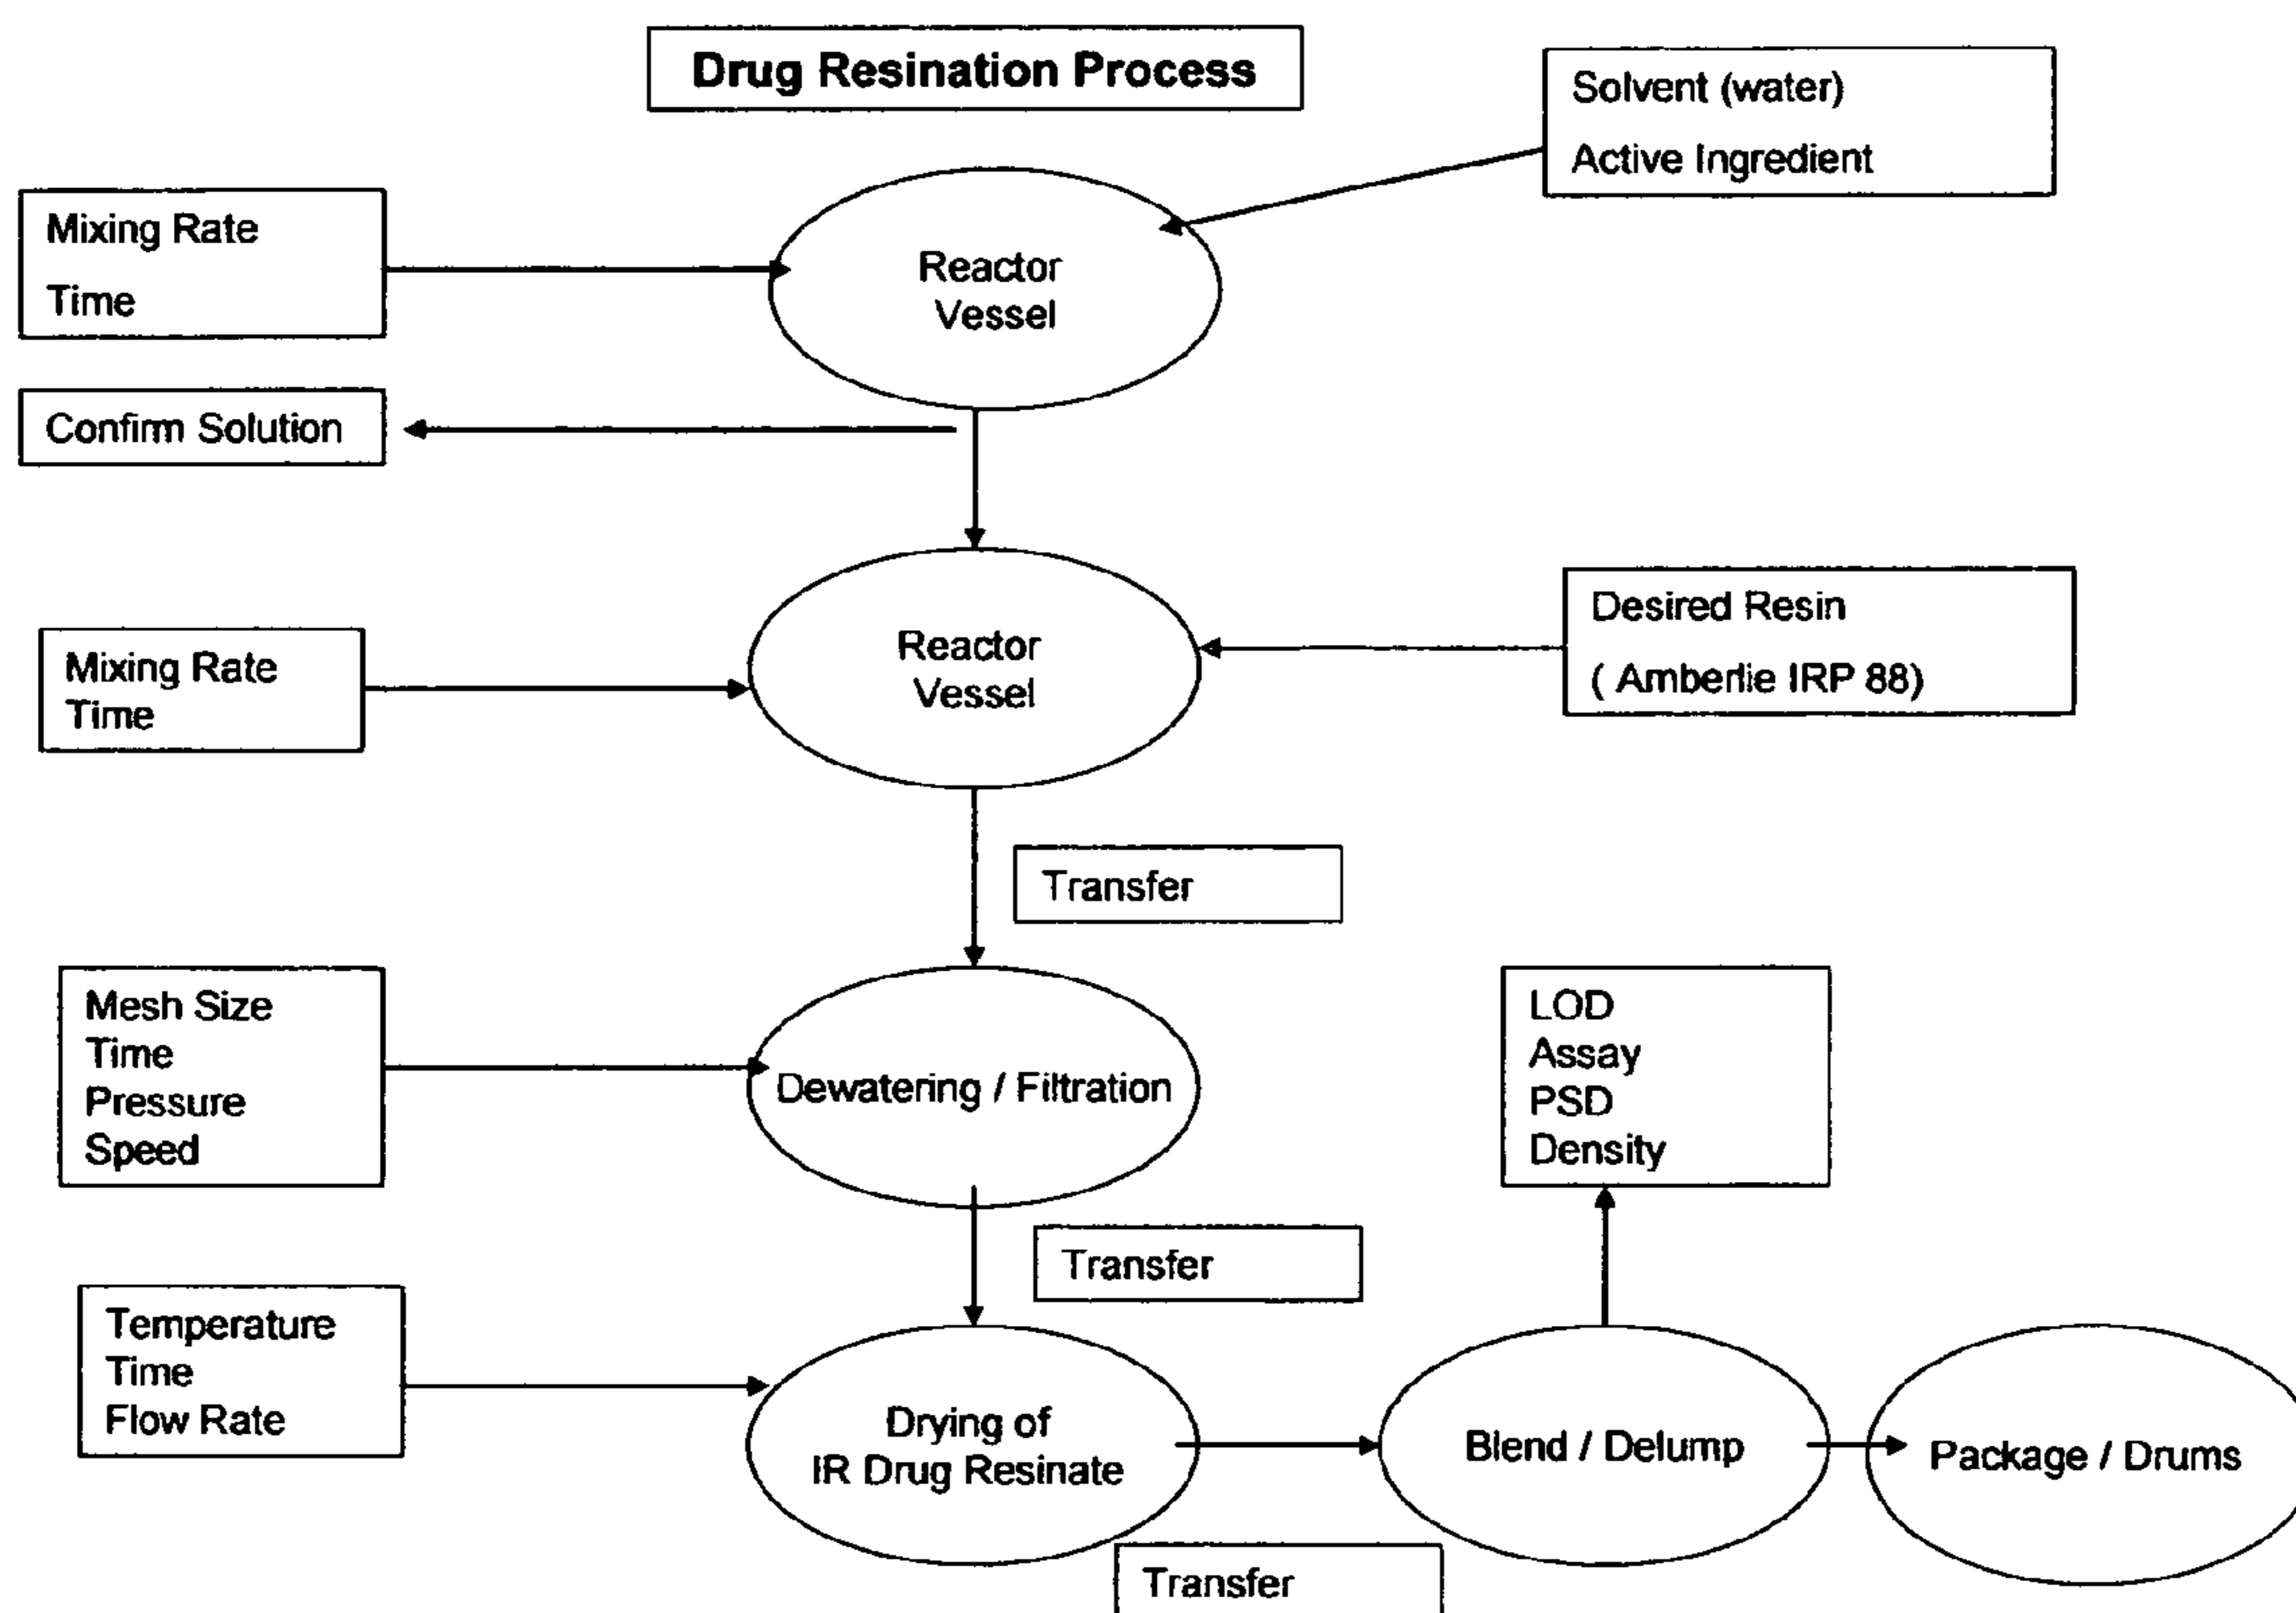 Drug Resination Process
Solvent (water)
Active Ingredient
Mixing Rate
Time
Reactor
Vessel
Confirm Solution
Mixing Rate
Time
Reactor
Vessel
Desired Resin
( Amberlie IRP 88)
Transfer
Mesh Size
Time
Pressure
Speed
Dewatering / Filtration
LOD
Assay
PSD
Density
Transfer
Temperature
Time
Flow Rate
Drying of
IR Drug Resinate
Blend / Delump
Package / Drums
Transfer